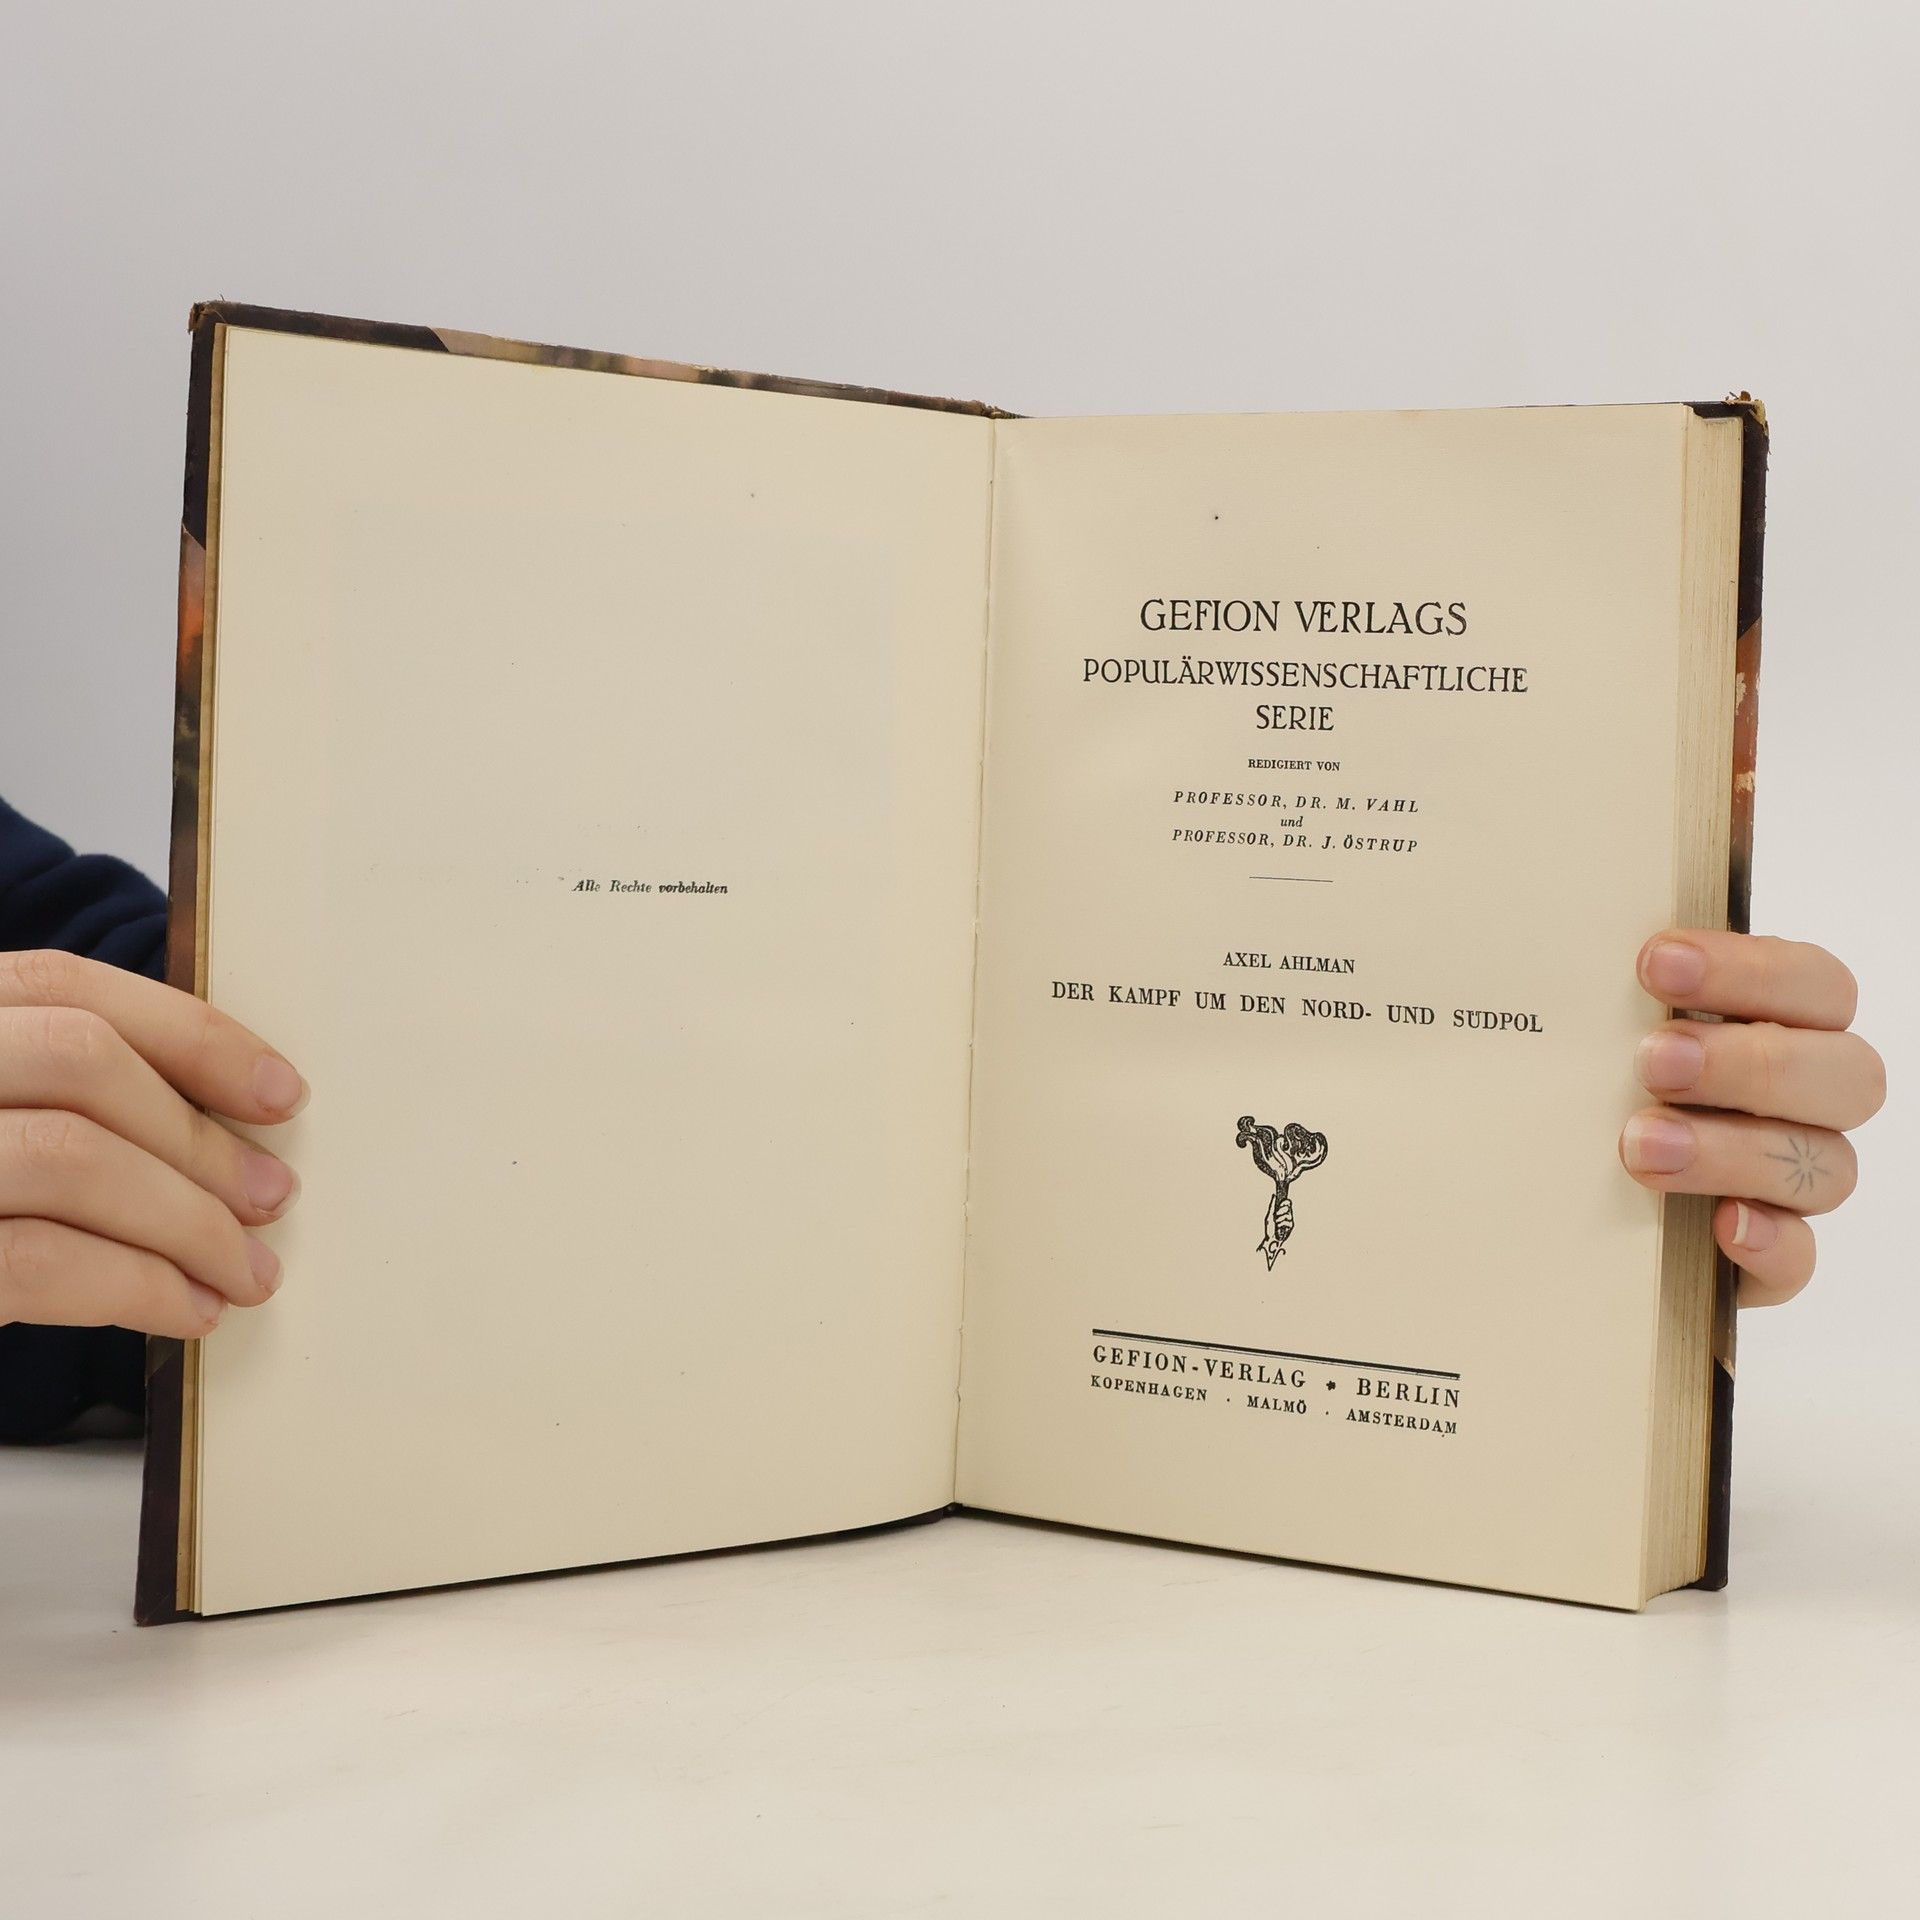 Alle Rechte vorbehalten
GEFION VERLAGS
POPULÄRWISSENSCHAFTLICHE
SERIE
REDIGIERT VON
PROFESSOR, DR. M. VAHL
und
PROFESSOR, DR. J. ÖSTRUP
AXEL AHLMAN
DER KAMPF UM DEN NORD- UND SÜDPOL
GEFION-VERLAG * BERLIN
KOPENHAGEN · MALMÖ · AMSTERDAM